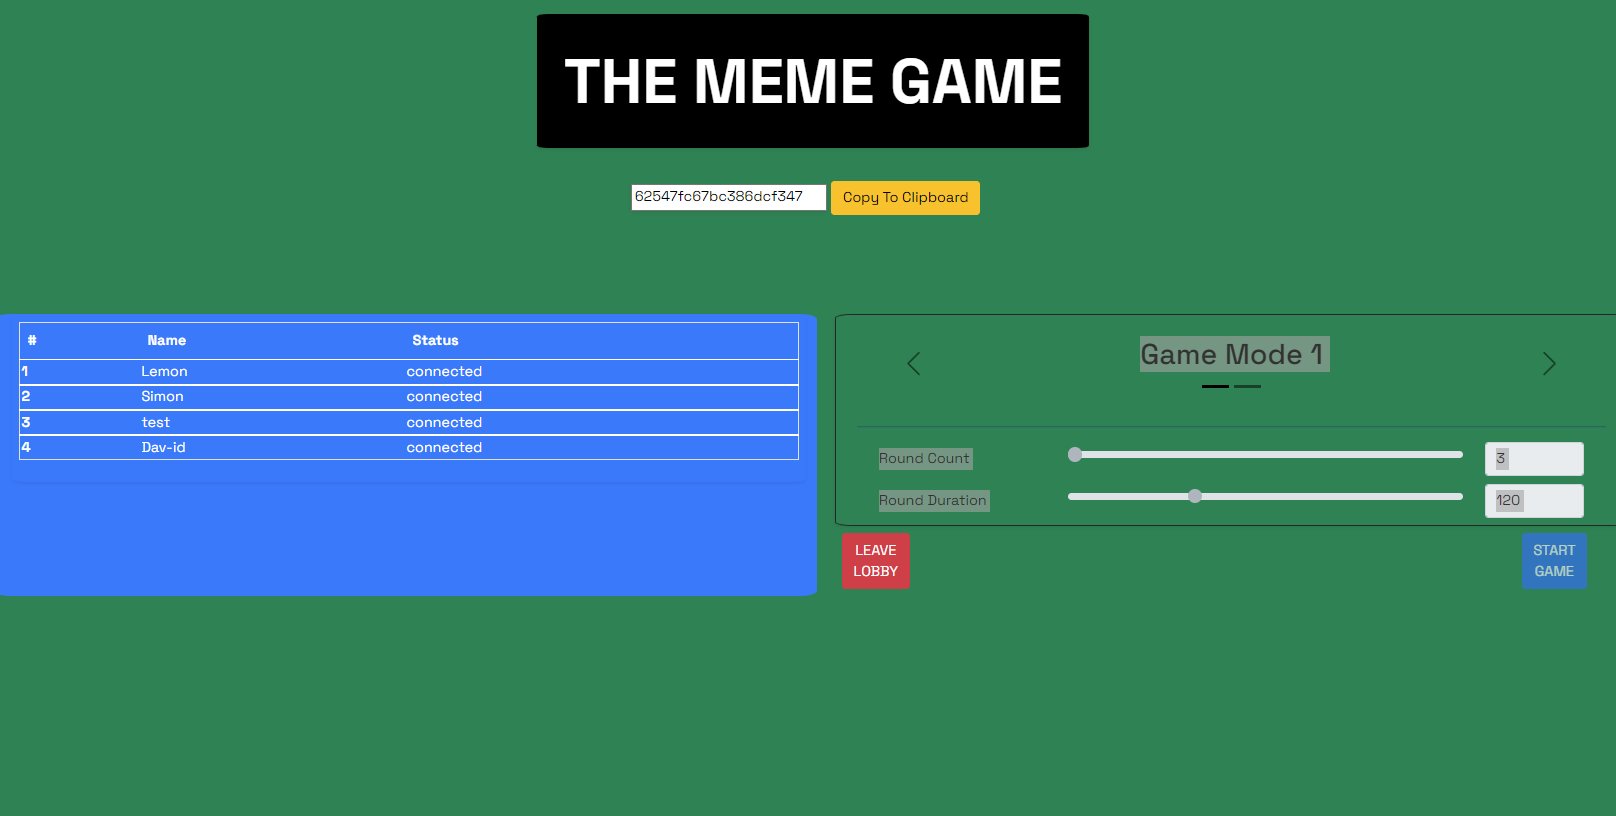 THE MEME GAME
62547fc67bc386dcf347 Copy To Clipboard
# Name Status
1 Lemon connected
2 Simon connected
3 test connected
4 Dav-id connected
Game Mode 1
Round Count 3
Round Duration 120
LEAVE
LOBBY
START
GAME